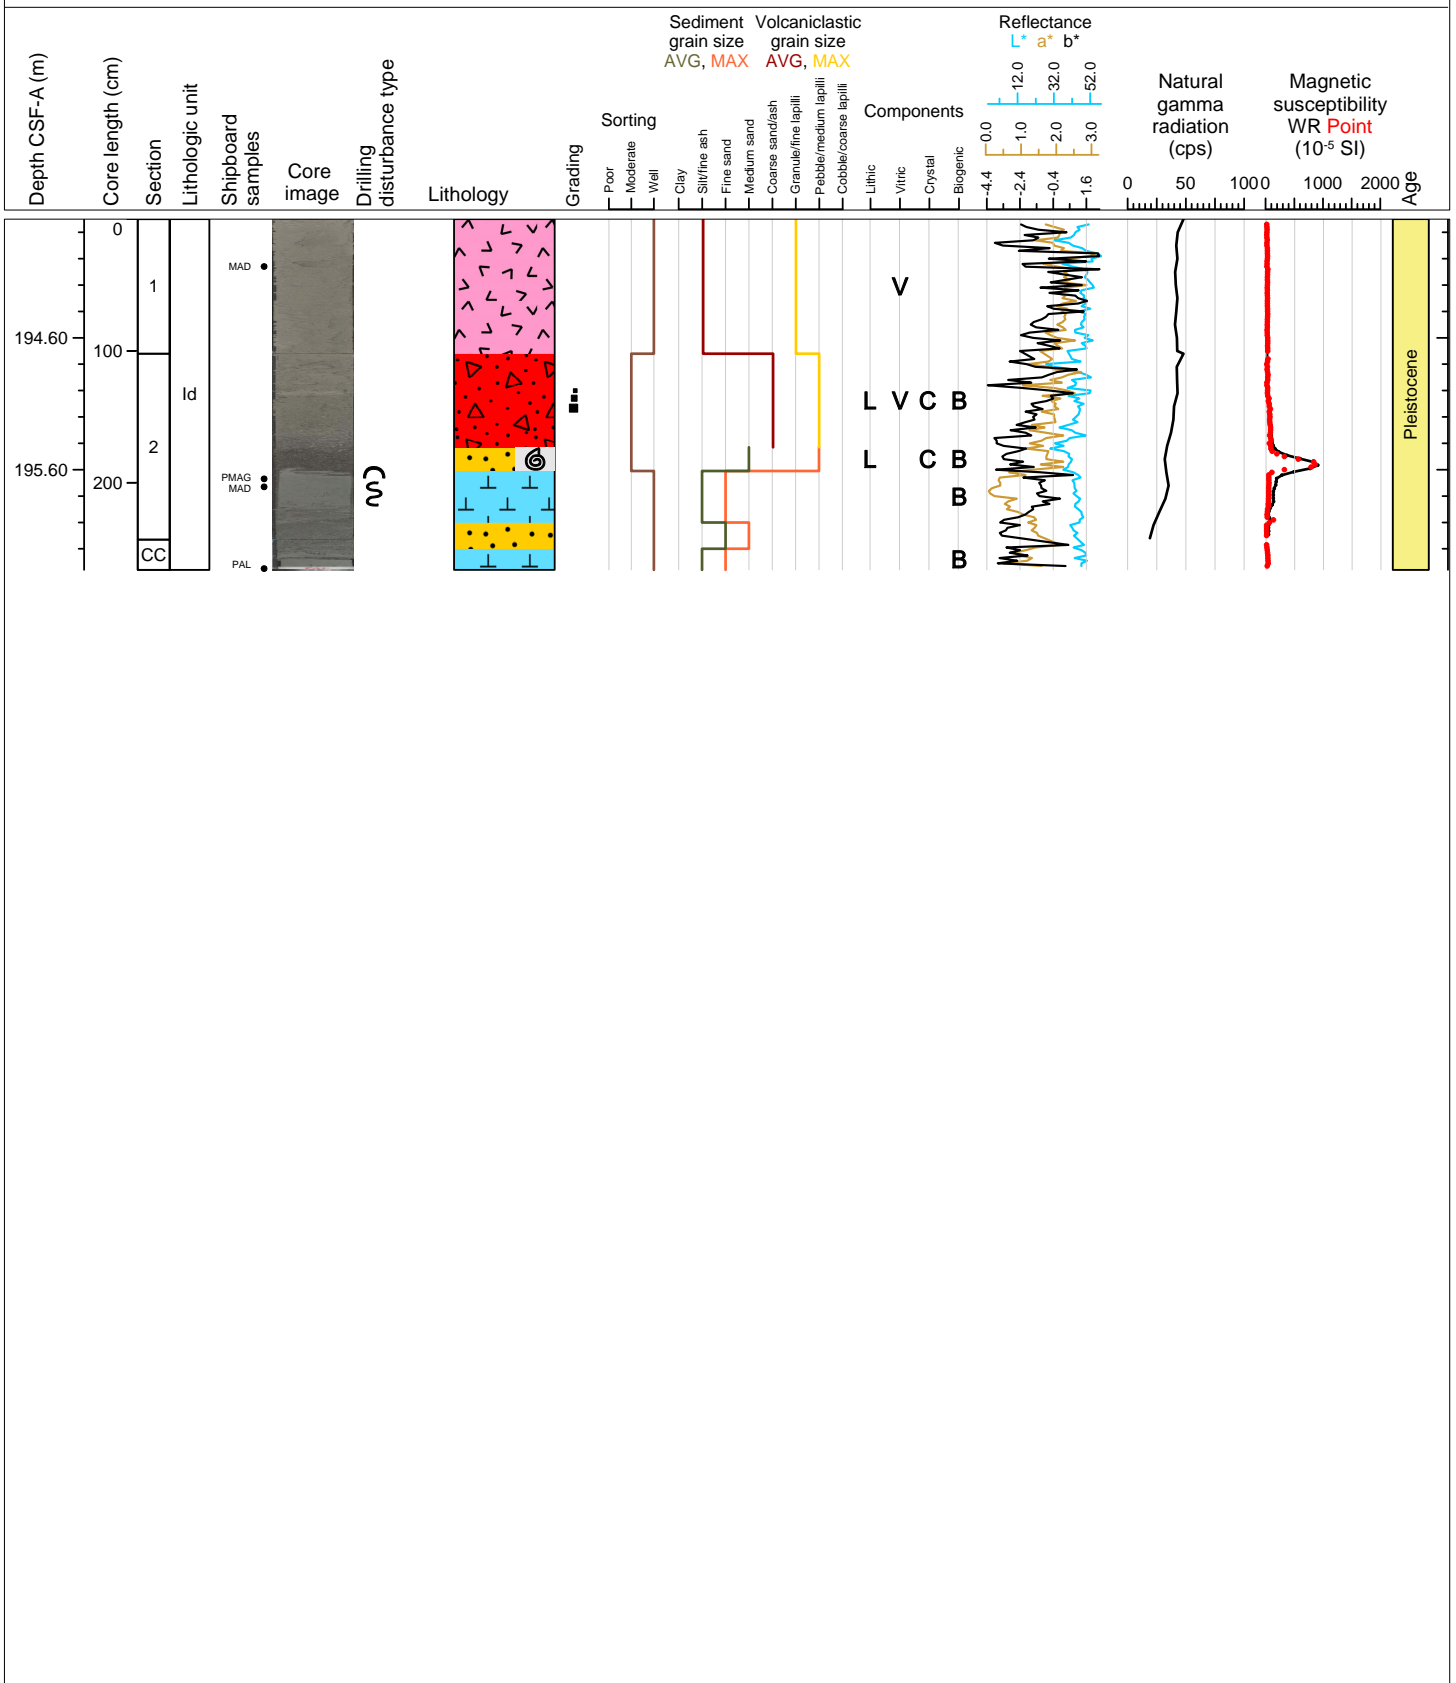 Depth CSF-A (m)
Core length (cm)
Section
Lithologic unit
Shipboard
samples
Core
image
Drilling
disturbance type
Lithology
Grading
Sorting
Poor
Moderate
Well
Sediment
grain size
AVG, MAX
Volcaniclastic
grain size
AVG, MAX
Clay
Silt/fine ash
Fine sand
Medium sand
Coarse sand/ash
Granule/fine lapilli
Pebble/medium lapilli
Cobble/coarse lapilli
Components
Lithic
Vitric
Crystal
Biogenic
Reflectance
L* a* b*
12.0 32.0 52.0
0.0 1.0 2.0 3.0
-4.4 -2.4 -0.4 1.6
Natural
gamma
radiation
(cps)
0 50 100
Magnetic
susceptibility
WR Point
(10-5 SI)
0 1000 2000
Age
0
MAD
1
V
194.60
100
Id
L V C B
2
L C B
195.60
PMAG
200
MAD
B
CC
B
PAL
Pleistocene